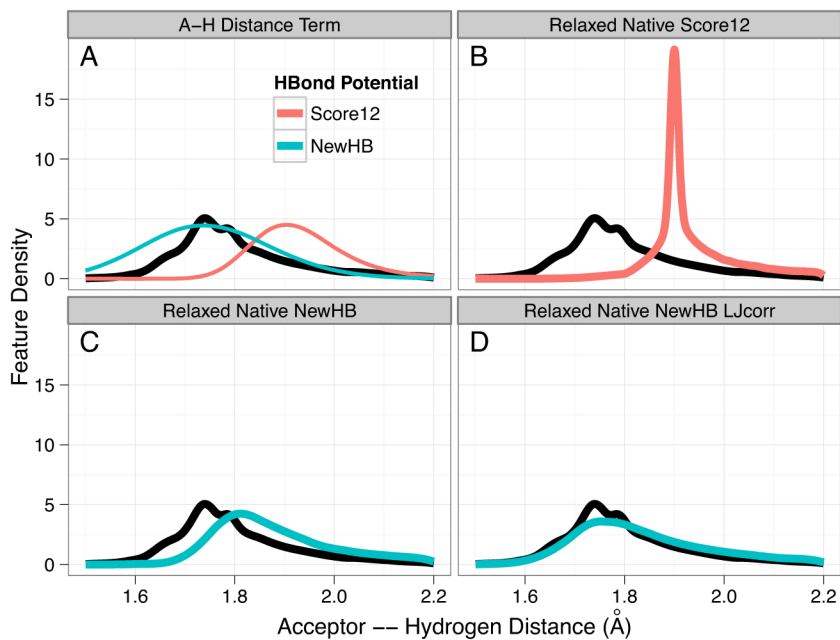 A−H Distance Term
Relaxed Native Score12
A
B
HBond Potential
Score12
NewHB
15
10
5
0
Relaxed Native NewHB
Relaxed Native NewHB LJcorr
C
D
15
10
5
0
Feature Density
1.6 1.8 2.0 2.2
1.6 1.8 2.0 2.2
Acceptor −− Hydrogen Distance (Å)